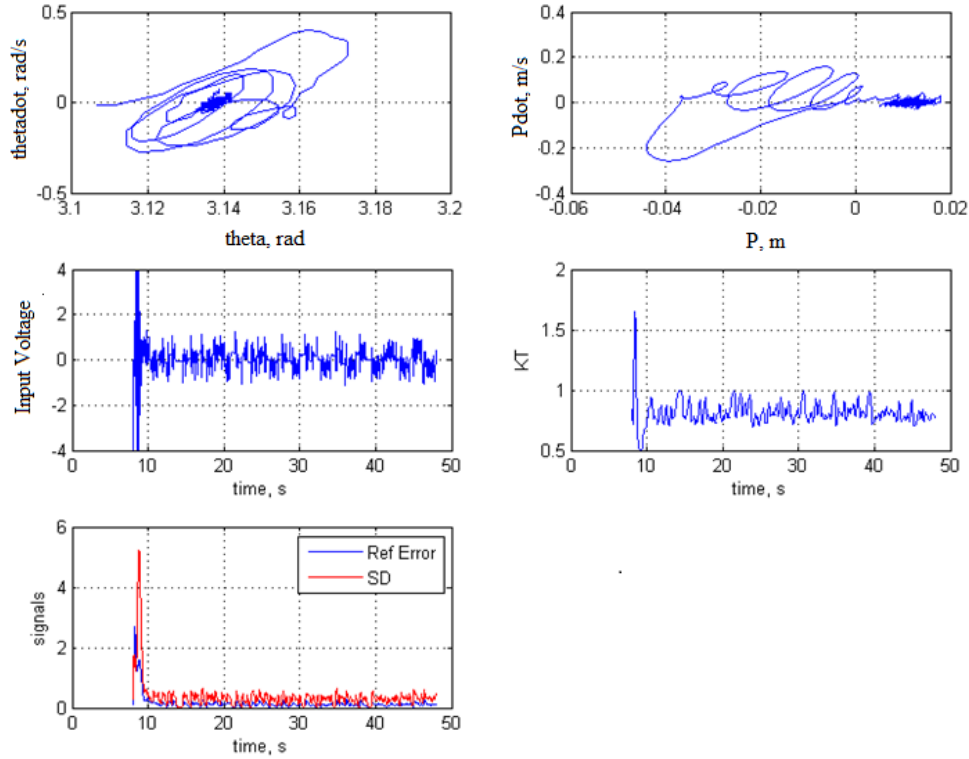 thetadot, rad/s
0.5
0
-0.5
3.1 3.12 3.14 3.16 3.18 3.2
theta, rad
Pdot, m/s
0.4
0.2
0
-0.2
-0.4
-0.06 -0.04 -0.02 0 0.02
P, m
Input Voltage
4
2
0
-2
-4
0 10 20 30 40 50
time, s
KT
2
1.5
1
0.5
0 10 20 30 40 50
time, s
signals
6
4
2
0
Ref Error
SD
0 10 20 30 40 50
time, s